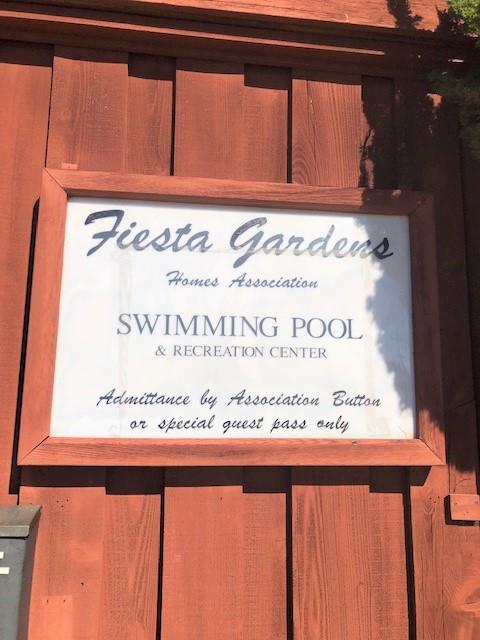 Fiesta Gardens
Homes Association
SWIMMING POOL
& RECREATION CENTER
Admittance by Association Button
or special guest pass only